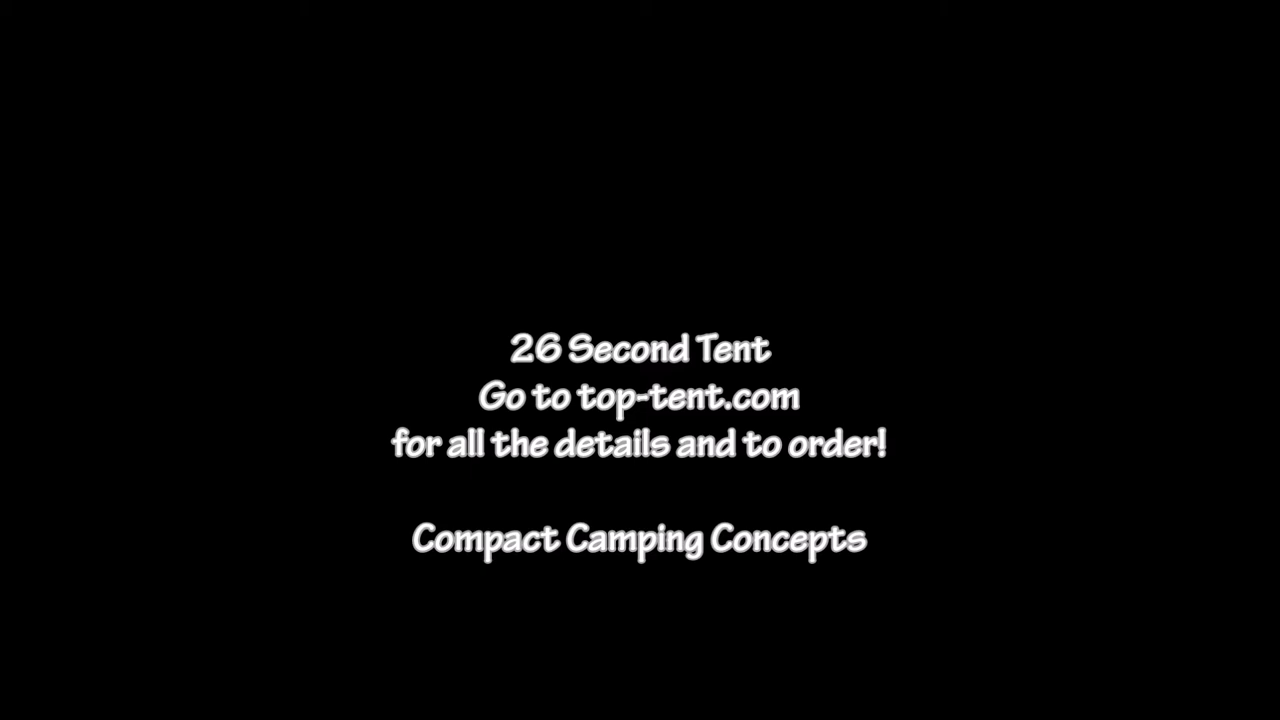 26 Second Tent
Go to top-tent.com
for all the details and to order!
Compact Camping Concepts